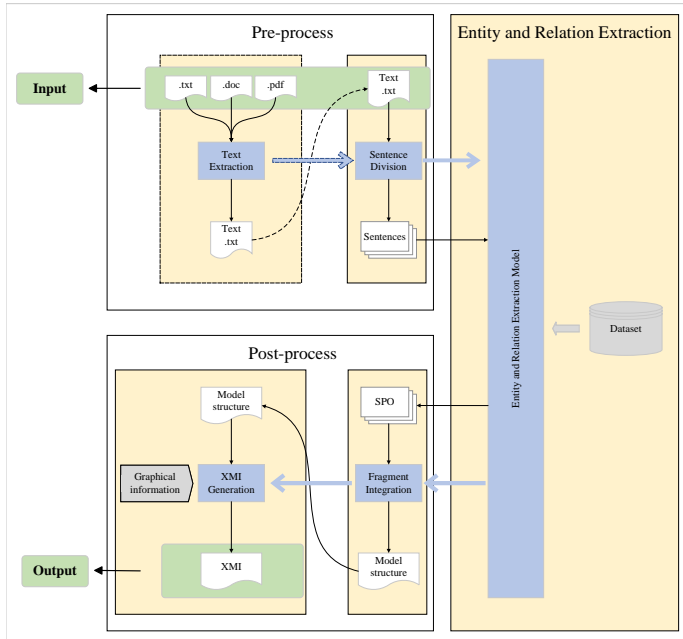 Pre-process
Entity and Relation Extraction
Input
.txt
.doc
.pdf
Text
.txt
Text
Extraction
Sentence
Division
Text
.txt
Sentences
Entity and Relation Extraction Model
Dataset
Post-process
Model
structure
SPO
Graphical
information
XMI
Generation
Fragment
Integration
Output
XMI
Model
structure